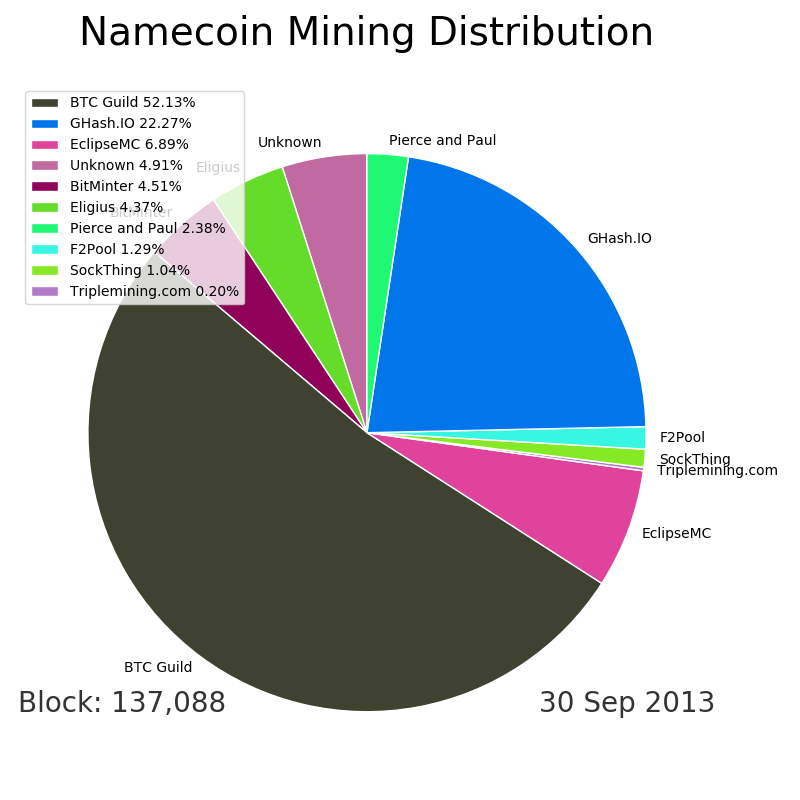 Namecoin Mining Distribution
BTC Guild 52.13%
GHash.IO 22.27%
EclipseMC 6.89%
Unknown 4.91%
BitMinter 4.51%
Eligius 4.37%
Pierce and Paul 2.38%
F2Pool 1.29%
SockThing 1.04%
Triplemining.com 0.20%
Pierce and Paul
Unknown
Eligius
BitMinter
GHash.IO
F2Pool
SockThing
Triplemining.com
EclipseMC
BTC Guild
Block: 137,088
30 Sep 2013